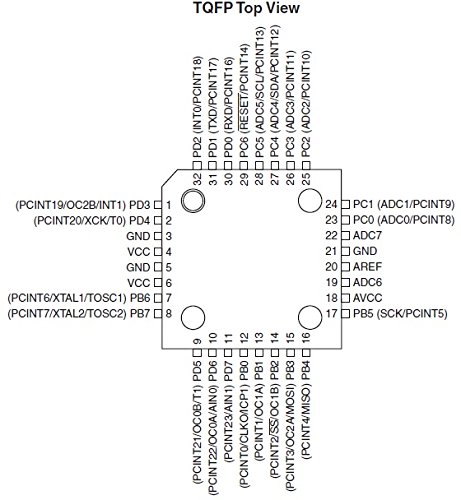 TQFP Top View
PD2 (INT0/PCINT18)
PD1 (TXD/PCINT17)
PD0 (RXD/PCINT16)
PC6 (RESET/PCINT14)
PC5 (ADC5/SCL/PCINT13)
PC4 (ADC4/SDA/PCINT12)
PC3 (ADC3/PCINT11)
PC2 (ADC2/PCINT10)
32
31
30
29
28
27
26
25
(PCINT19/OC2B/INT1) PD3 1
(PCINT20/XCK/T0) PD4 2
GND 3
VCC 4
GND 5
VCC 6
(PCINT6/XTAL1/TOSC1) PB6 7
(PCINT7/XTAL2/TOSC2) PB7 8
24 PC1 (ADC1/PCINT9)
23 PC0 (ADC0/PCINT8)
22 ADC7
21 GND
20 AREF
19 ADC6
18 AVCC
17 PB5 (SCK/PCINT5)
9
10
11
12
13
14
15
16
(PCINT21/OC0B/T1) PD5
(PCINT22/OC0A/AIN0) PD6
(PCINT23/AIN1) PD7
(PCINT0/CLKO/ICP1) PB0
(PCINT1/OC1A) PB1
(PCINT2/SS/OC1B) PB2
(PCINT3/OC2A/MOSI) PB3
(PCINT4/MISO) PB4